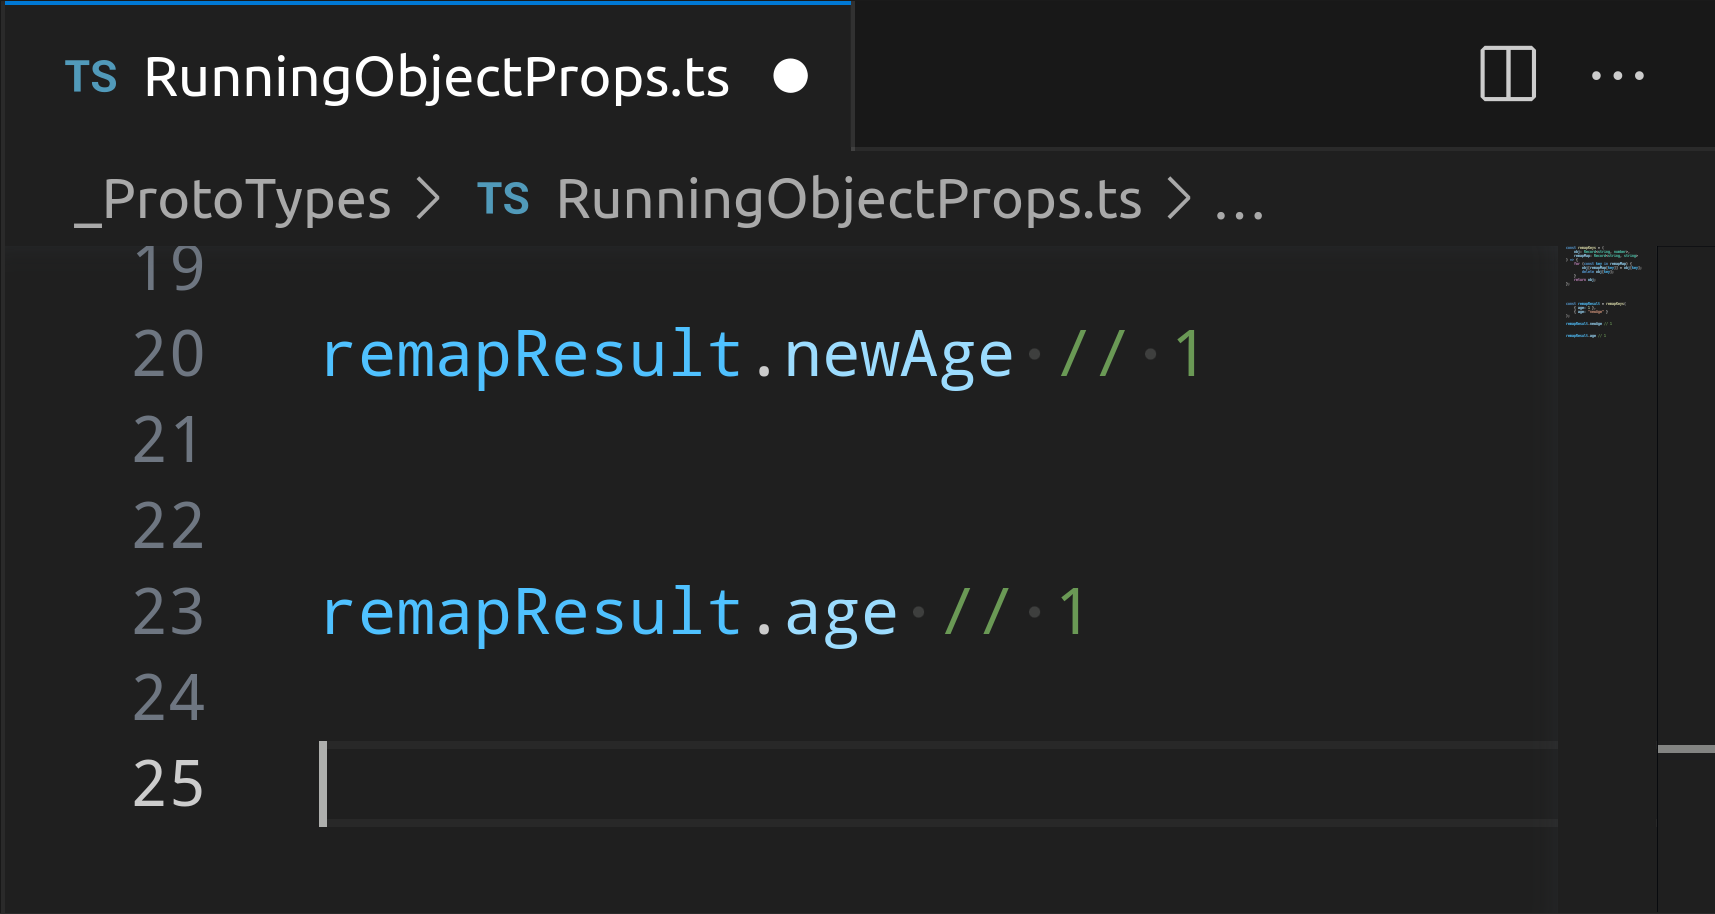 TS RunningObjectProps.ts
_ProtoTypes > TS RunningObjectProps.ts > ...
19
20 remapResult.newAge // 1
21
22
23 remapResult.age // 1
24
25